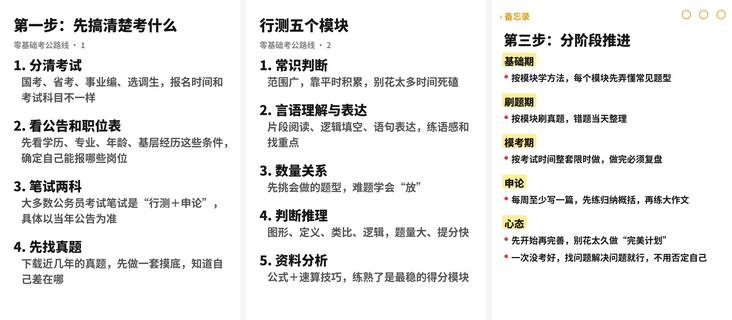 第一步：先搞清楚考什么
零基础考公路线 · 1
1. 分清考试
国考、省考、事业编、选调生，报名时间和
考试科目不一样
2. 看公告和职位表
先看学历、专业、年龄、基层经历这些条件，
确定自己能报哪些岗位
3. 笔试两科
大多数公务员考试笔试是“行测＋申论”，
具体以当年公告为准
4. 先找真题
下载近几年的真题，先做一套摸底，知道自
己差在哪
行测五个模块
零基础考公路线 · 2
1. 常识判断
范围广，靠平时积累，别花太多时间死磕
2. 言语理解与表达
片段阅读、逻辑填空、语句表达，练语感和
找重点
3. 数量关系
先挑会做的题型，难题学会“放”
4. 判断推理
图形、定义、类比、逻辑，题量大、提分快
5. 资料分析
公式＋速算技巧，练熟了是最稳的得分模块
‹ 备忘录
第三步：分阶段推进
基础期
• 按模块学方法，每个模块先弄懂常见题型
刷题期
• 按模块刷真题，错题当天整理
模考期
• 按考试时间整套限时做，做完必须复盘
申论
• 每周至少写一篇，先练归纳概括，再练大作文
心态
• 先开始再完善，别花太久做“完美计划”
• 一次没考好，找问题解决问题就行，不用否定自己